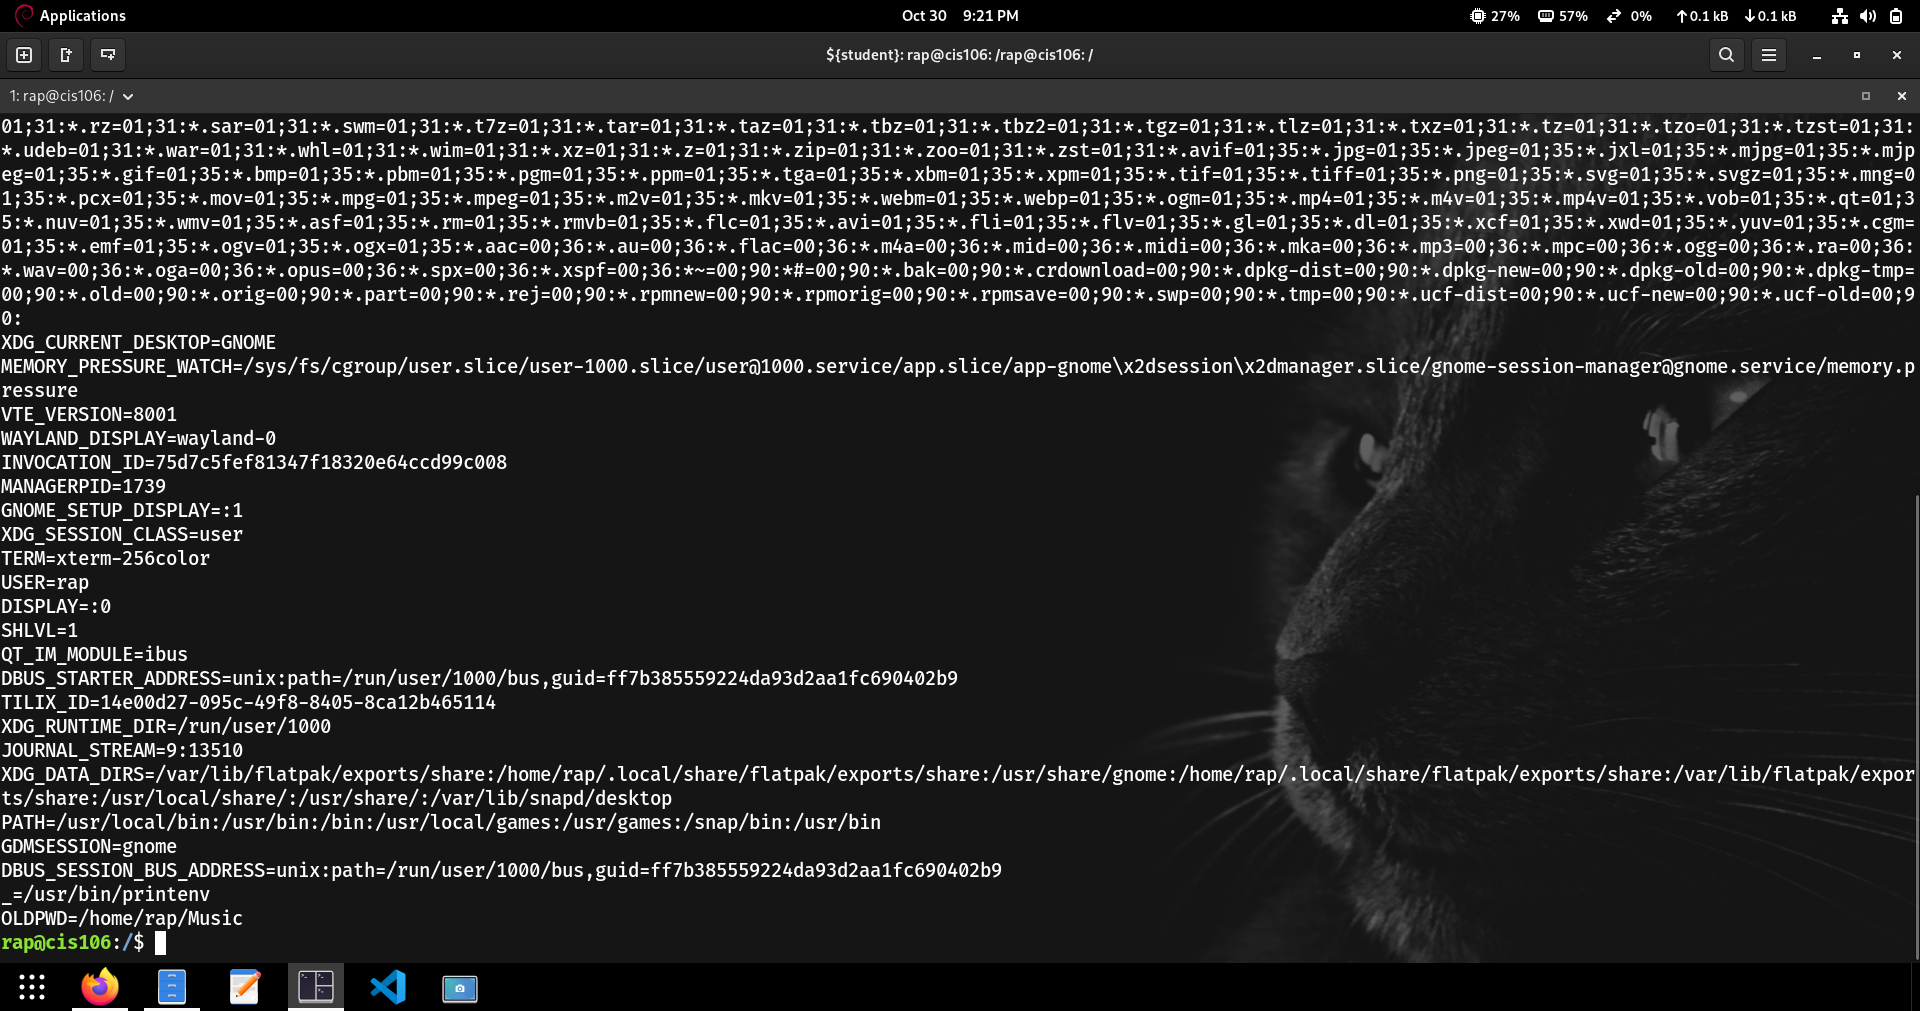 Applications
Oct 30 9:21 PM
27% 57% 0% 0.1 kB 0.1 kB
${student}: rap@cis106: /rap@cis106: /
1: rap@cis106: /
01;31:*.rz=01;31:*.sar=01;31:*.swm=01;31:*.t7z=01;31:*.tar=01;31:*.taz=01;31:*.tbz=01;31:*.tbz2=01;31:*.tgz=01;31:*.tlz=01;31:*.txz=01;31:*.tz=01;31:*.tzo=01;31:*.tzst=01;31:
*.udeb=01;31:*.war=01;31:*.whl=01;31:*.wim=01;31:*.xz=01;31:*.z=01;31:*.zip=01;31:*.zoo=01;31:*.zst=01;31:*.avif=01;35:*.jpg=01;35:*.jpeg=01;35:*.jxl=01;35:*.mjpg=01;35:*.mjp
eg=01;35:*.gif=01;35:*.bmp=01;35:*.pbm=01;35:*.pgm=01;35:*.ppm=01;35:*.tga=01;35:*.xbm=01;35:*.xpm=01;35:*.tif=01;35:*.tiff=01;35:*.png=01;35:*.svg=01;35:*.svgz=01;35:*.mng=0
1;35:*.pcx=01;35:*.mov=01;35:*.mpg=01;35:*.mpeg=01;35:*.m2v=01;35:*.mkv=01;35:*.webm=01;35:*.webp=01;35:*.ogm=01;35:*.mp4=01;35:*.m4v=01;35:*.mp4v=01;35:*.vob=01;35:*.qt=01;3
5:*.nuv=01;35:*.wmv=01;35:*.asf=01;35:*.rm=01;35:*.rmvb=01;35:*.flc=01;35:*.avi=01;35:*.fli=01;35:*.flv=01;35:*.gl=01;35:*.dl=01;35:*.xcf=01;35:*.xwd=01;35:*.yuv=01;35:*.cgm=
01;35:*.emf=01;35:*.ogv=01;35:*.ogx=01;35:*.aac=00;36:*.au=00;36:*.flac=00;36:*.m4a=00;36:*.mid=00;36:*.midi=00;36:*.mka=00;36:*.mp3=00;36:*.mpc=00;36:*.ogg=00;36:*.ra=00;36:
*.wav=00;36:*.oga=00;36:*.opus=00;36:*.spx=00;36:*.xspf=00;36:*~=00;90:*#=00;90:*.bak=00;90:*.crdownload=00;90:*.dpkg-dist=00;90:*.dpkg-new=00;90:*.dpkg-old=00;90:*.dpkg-tmp=
00;90:*.old=00;90:*.orig=00;90:*.part=00;90:*.rej=00;90:*.rpmnew=00;90:*.rpmorig=00;90:*.rpmsave=00;90:*.swp=00;90:*.tmp=00;90:*.ucf-dist=00;90:*.ucf-new=00;90:*.ucf-old=00;9
0:
XDG_CURRENT_DESKTOP=GNOME
MEMORY_PRESSURE_WATCH=/sys/fs/cgroup/user.slice/user-1000.slice/user@1000.service/app.slice/app-gnome\x2dsession\x2dmanager.slice/gnome-session-manager@gnome.service/memory.p
ressure
VTE_VERSION=8001
WAYLAND_DISPLAY=wayland-0
INVOCATION_ID=75d7c5fef81347f18320e64ccd99c008
MANAGERPID=1739
GNOME_SETUP_DISPLAY=:1
XDG_SESSION_CLASS=user
TERM=xterm-256color
USER=rap
DISPLAY=:0
SHLVL=1
QT_IM_MODULE=ibus
DBUS_STARTER_ADDRESS=unix:path=/run/user/1000/bus,guid=ff7b385559224da93d2aa1fc690402b9
TILIX_ID=14e00d27-095c-49f8-8405-8ca12b465114
XDG_RUNTIME_DIR=/run/user/1000
JOURNAL_STREAM=9:13510
XDG_DATA_DIRS=/var/lib/flatpak/exports/share:/home/rap/.local/share/flatpak/exports/share:/usr/share/gnome:/home/rap/.local/share/flatpak/exports/share:/var/lib/flatpak/expor
ts/share:/usr/local/share/:/usr/share/:/var/lib/snapd/desktop
PATH=/usr/local/bin:/usr/bin:/bin:/usr/local/games:/usr/games:/snap/bin:/usr/bin
GDMSESSION=gnome
DBUS_SESSION_BUS_ADDRESS=unix:path=/run/user/1000/bus,guid=ff7b385559224da93d2aa1fc690402b9
_=/usr/bin/printenv
OLDPWD=/home/rap/Music
rap@cis106:/$